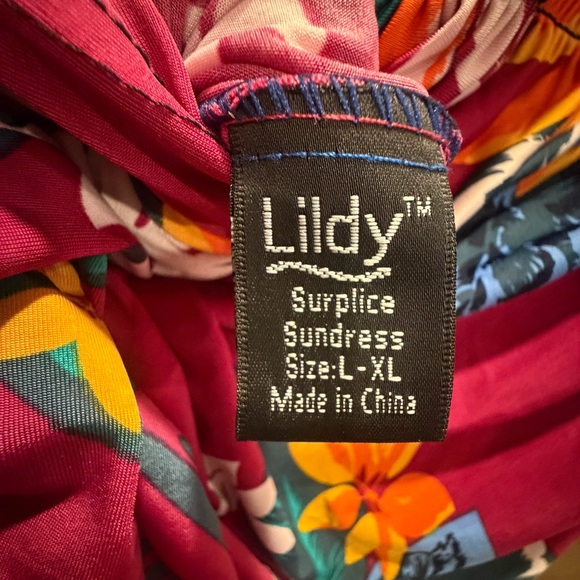 Lildy™
Surplice
Sundress
Size:L-XL
Made in China